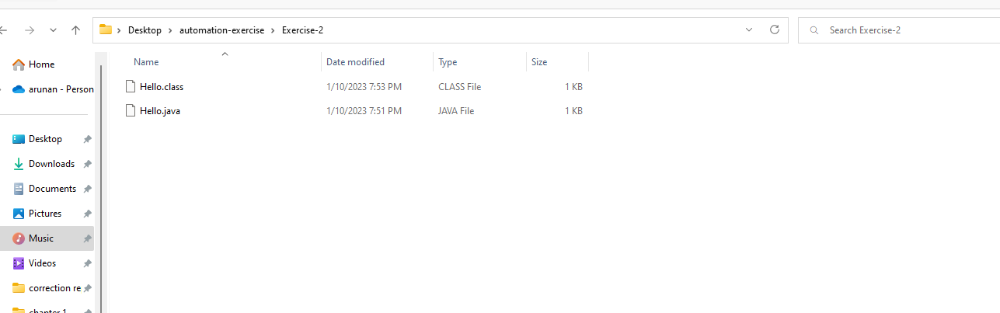 Desktop > automation-exercise > Exercise-2
Search Exercise-2
Name Date modified Type Size
Home
Hello.class 1/10/2023 7:53 PM CLASS File 1 KB
arunan - Person
Hello.java 1/10/2023 7:51 PM JAVA File 1 KB
Desktop
Downloads
Documents
Pictures
Music
Videos
correction re
chapter 1